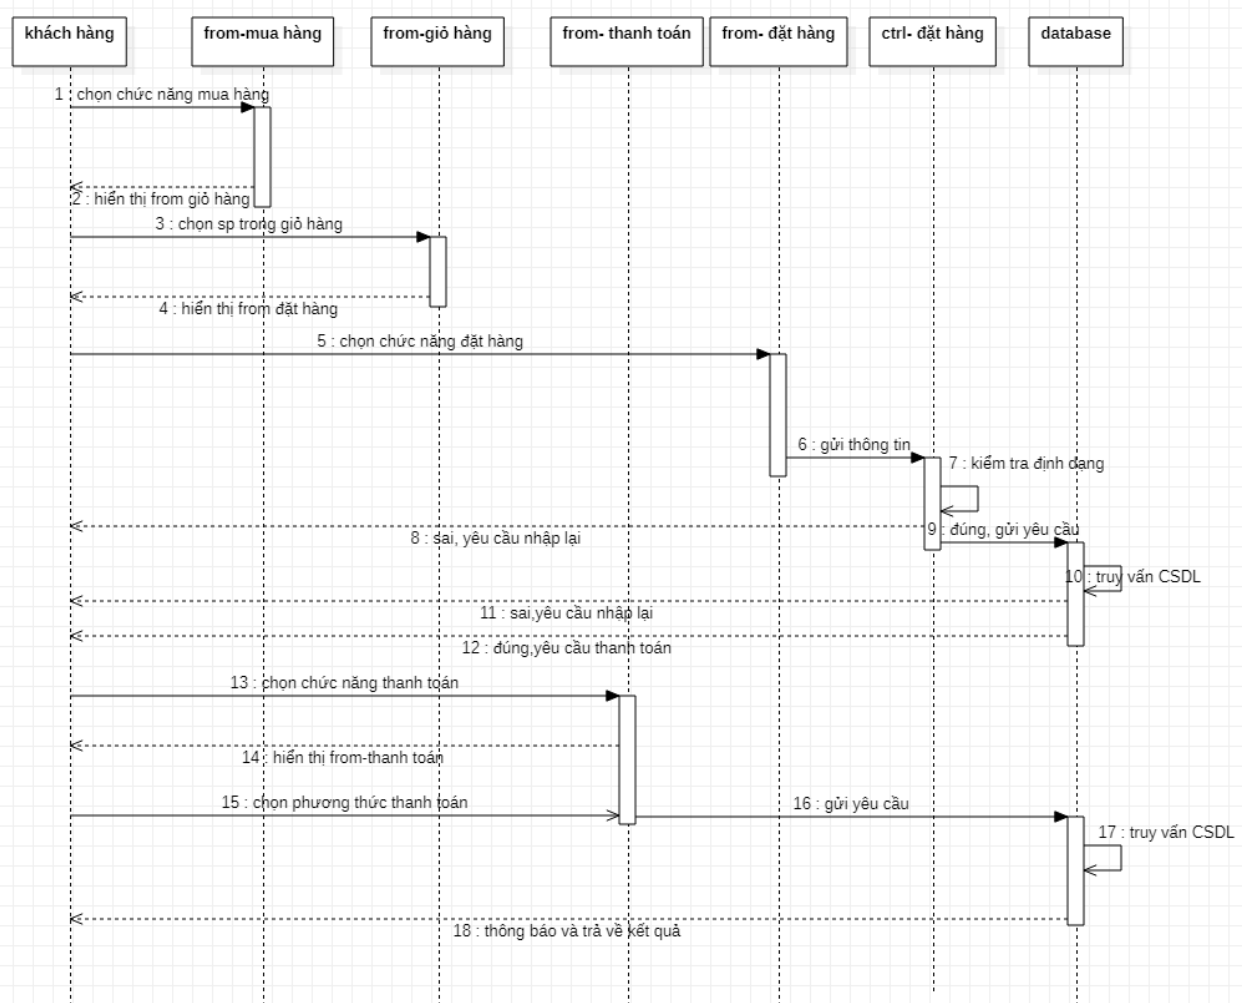 khách hàng
from-mua hàng
from-giỏ hàng
from- thanh toán
from- đặt hàng
ctrl- đặt hàng
database
1 : chọn chức năng mua hàng
2 : hiển thị from giỏ hàng
3 : chọn sp trong giỏ hàng
4 : hiển thị from đặt hàng
5 : chọn chức năng đặt hàng
6 : gửi thông tin
7 : kiểm tra định dạng
8 : sai, yêu cầu nhập lại
9 : đúng, gửi yêu cầu
10 : truy vấn CSDL
11 : sai,yêu cầu nhập lại
12 : đúng,yêu cầu thanh toán
13 : chọn chức năng thanh toán
14 : hiển thị from-thanh toán
15 : chọn phương thức thanh toán
16 : gửi yêu cầu
17 : truy vấn CSDL
18 : thông báo và trả về kết quả